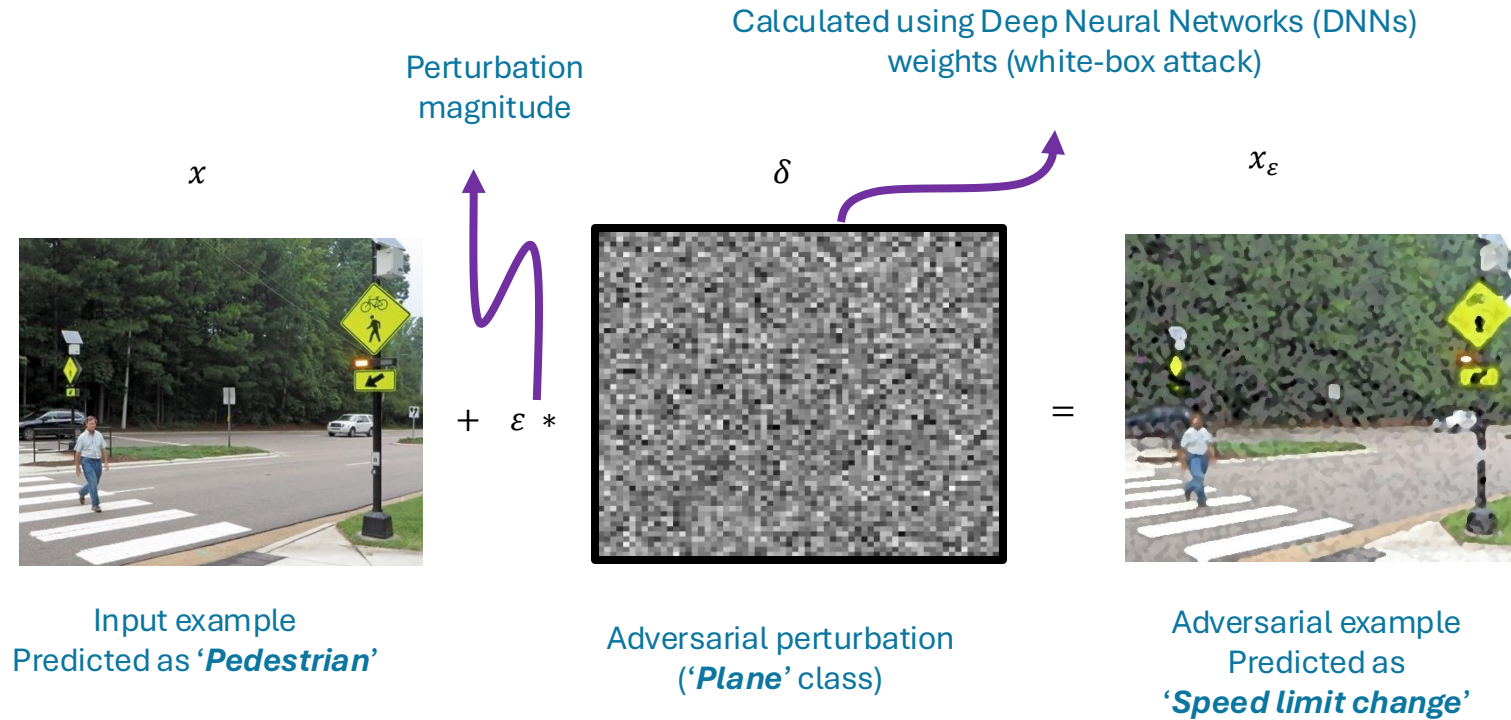 Calculated using Deep Neural Networks (DNNs)
weights (white-box attack)
Perturbation
magnitude
x
δ
xε
+ ε *
=
Input example
Predicted as ‘Pedestrian’
Adversarial perturbation
(‘Plane’ class)
Adversarial example
Predicted as
‘Speed limit change’